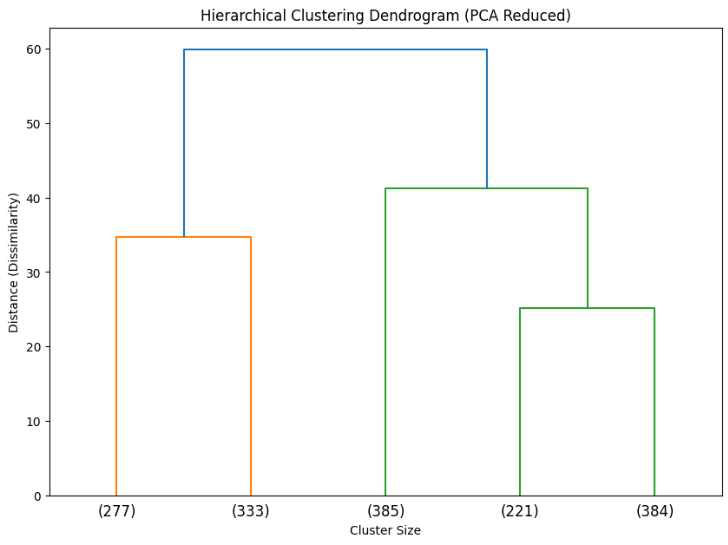 Hierarchical Clustering Dendrogram (PCA Reduced)
Distance (Dissimilarity)
60
50
40
30
20
10
0
(277) (333) (385) (221) (384)
Cluster Size